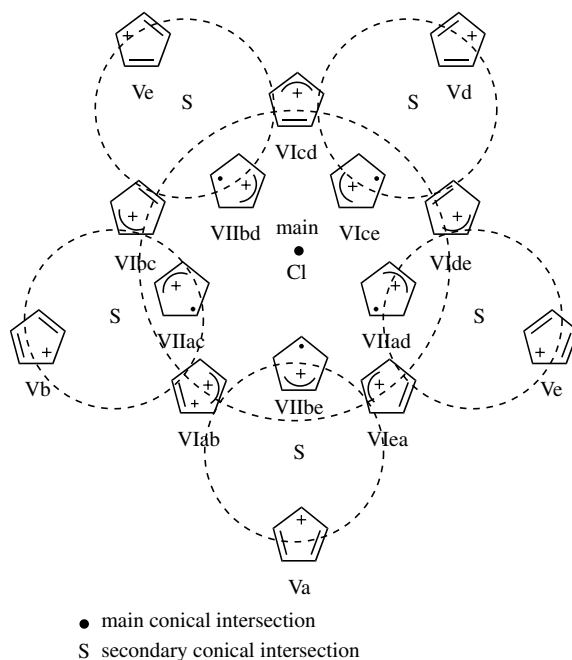 + +
Ve S + S Vd
VIcd
+ + + +
VIIbd main VIce
VIbc CI VIde
+ +
S VIIac VIIad S
+ + +
Vb + + VIIbe + Ve
VIab + VIea
S
+
Va
● main conical intersection
S secondary conical intersection